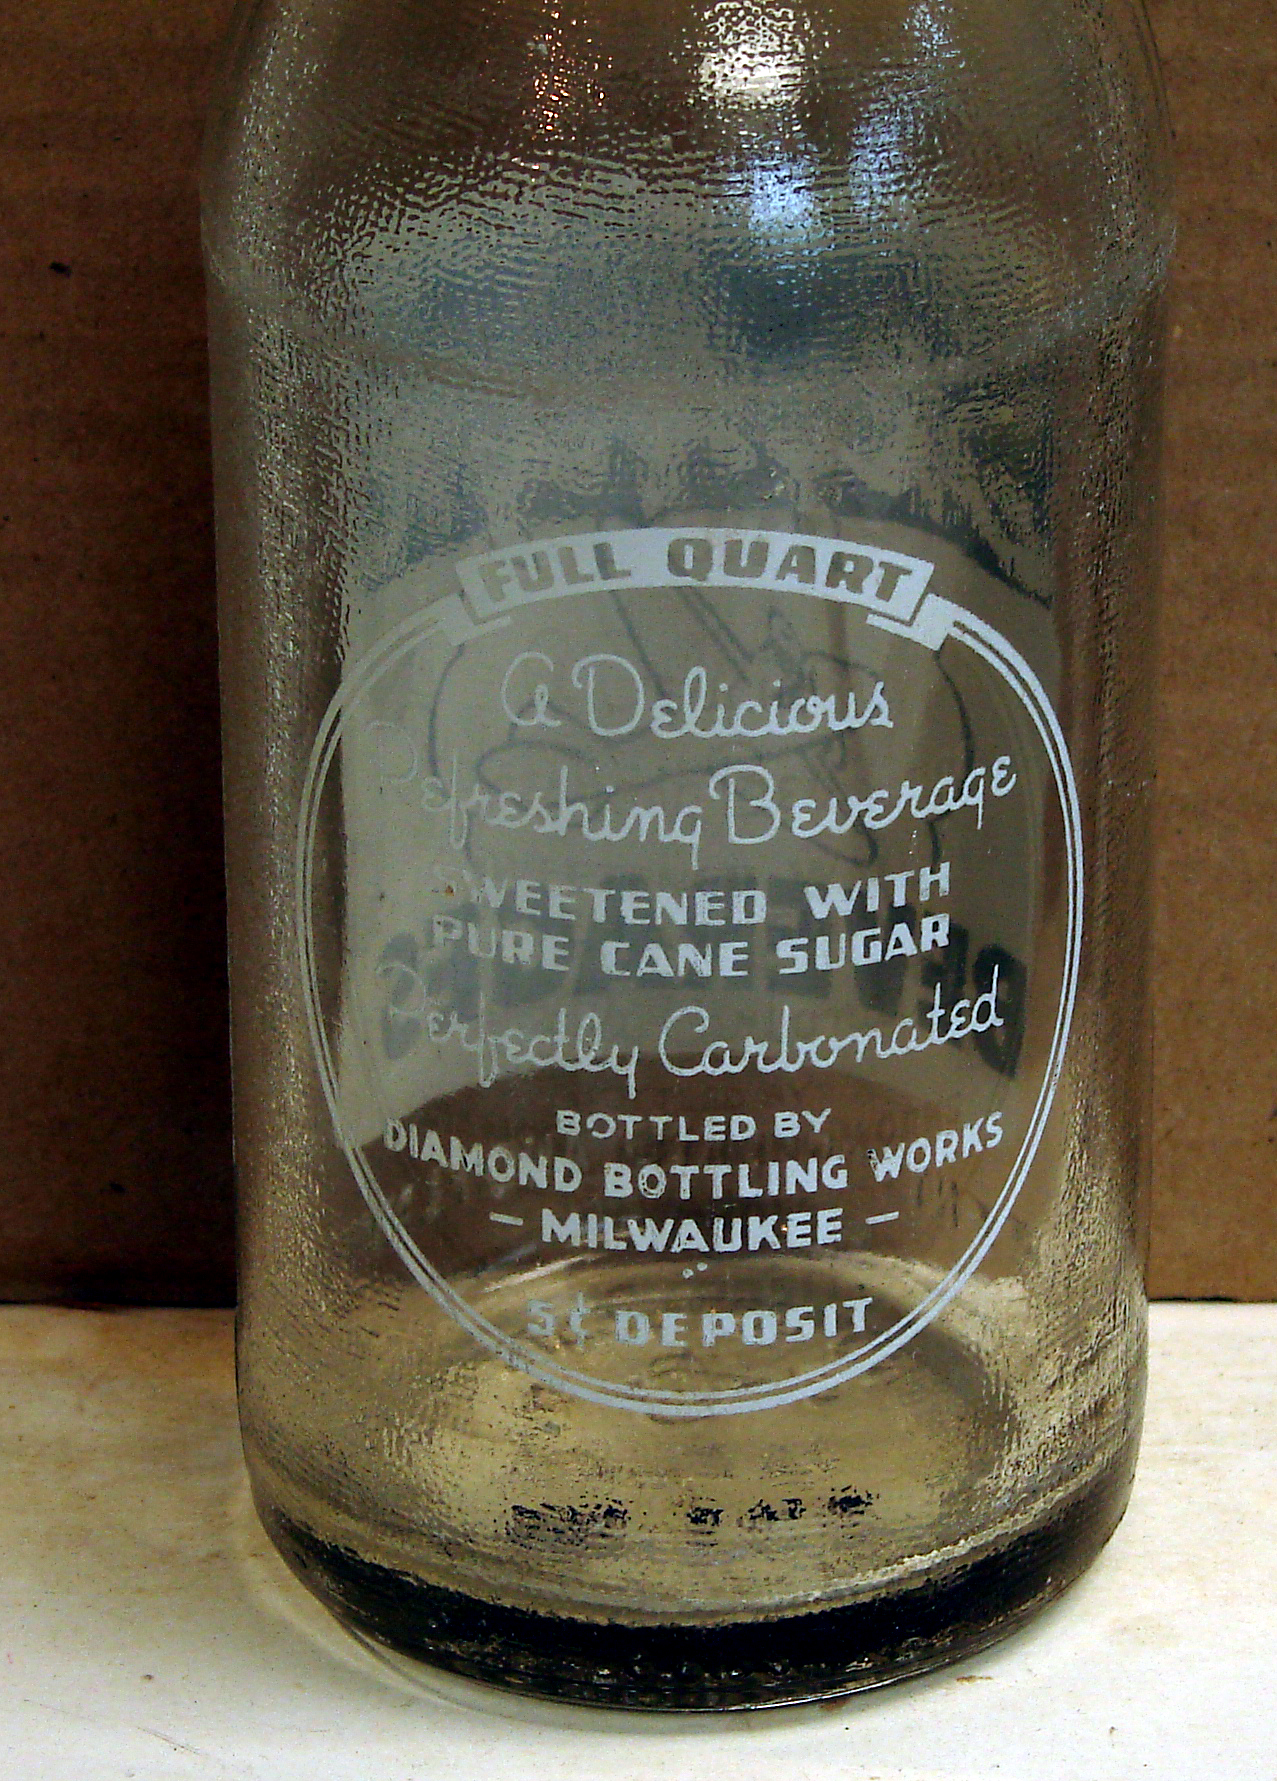 FULL QUART
A Delicious
Refreshing Beverage
SWEETENED WITH
PURE CANE SUGAR
Perfectly Carbonated
BOTTLED BY
DIAMOND BOTTLING WORKS
– MILWAUKEE –
5¢ DEPOSIT